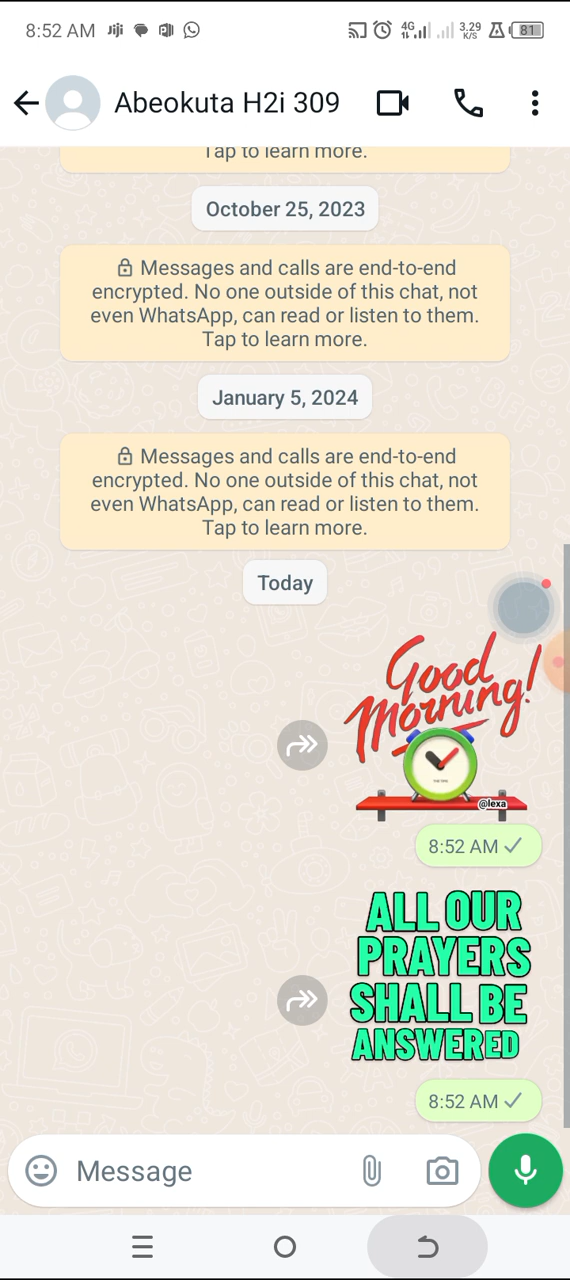 8:52 AM Jiji 4G 3.29 K/S 81
Abeokuta H2i 309
Tap to learn more.
October 25, 2023
Messages and calls are end-to-end
encrypted. No one outside of this chat, not
even WhatsApp, can read or listen to them.
Tap to learn more.
January 5, 2024
Messages and calls are end-to-end
encrypted. No one outside of this chat, not
even WhatsApp, can read or listen to them.
Tap to learn more.
Today
Good
Morning!
@lexa
8:52 AM
ALL OUR
PRAYERS
SHALL BE
ANSWERED
8:52 AM
Message